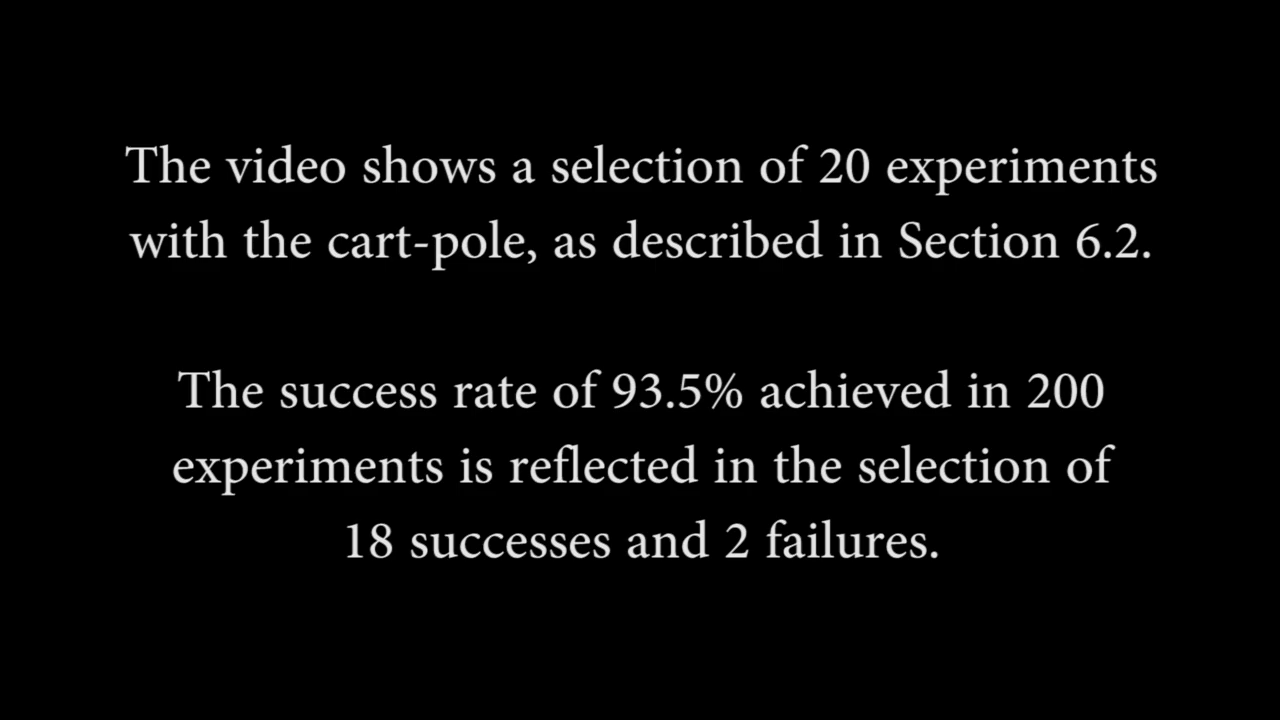 The video shows a selection of 20 experiments
with the cart-pole, as described in Section 6.2.
The success rate of 93.5% achieved in 200
experiments is reflected in the selection of
18 successes and 2 failures.